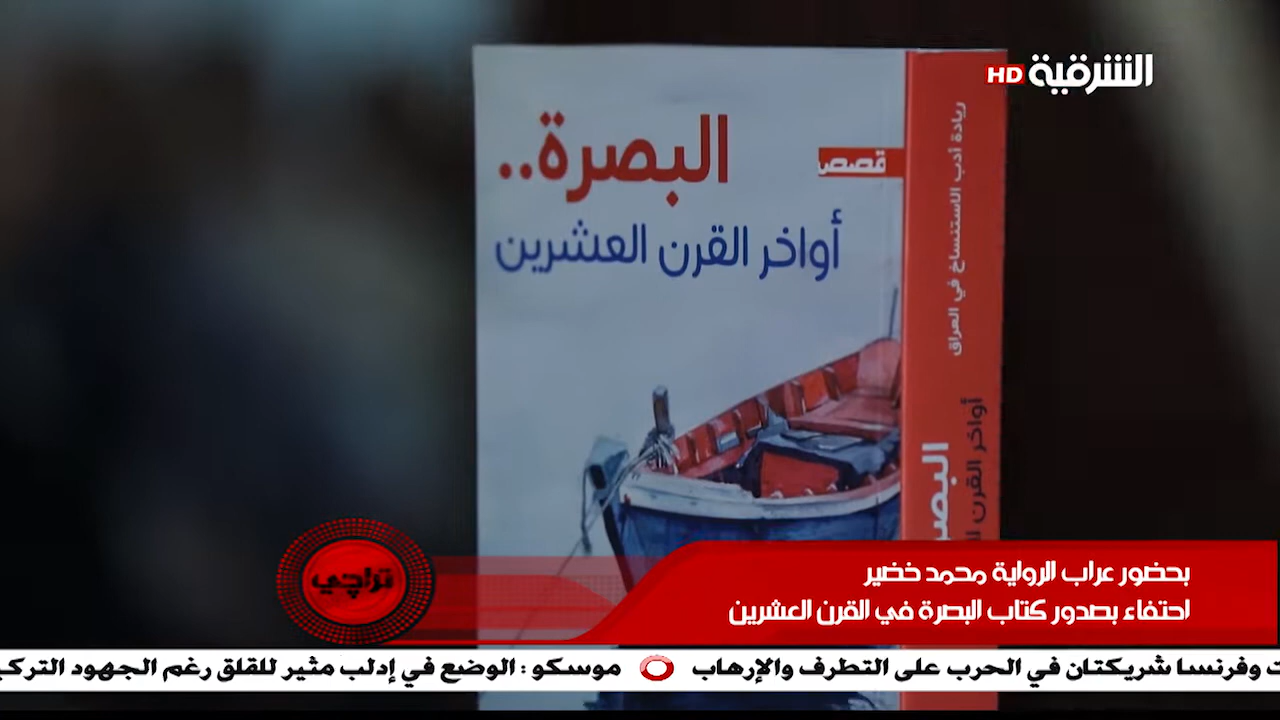 الشرقية HD
ريادة أدب الاستنساخ في العراق
قصص
البصرة..
أواخر القرن العشرين
البصر
أواخر القرن ا
تراچي
بحضور عراب الرواية محمد خضير
احتفاء بصدور كتاب البصرة في القرن العشرين
ت وفرنسا شريكتان في الحرب على التطرف والإرهاب
موسكو : الوضع في إدلب مثير للقلق رغم الجهود التركي